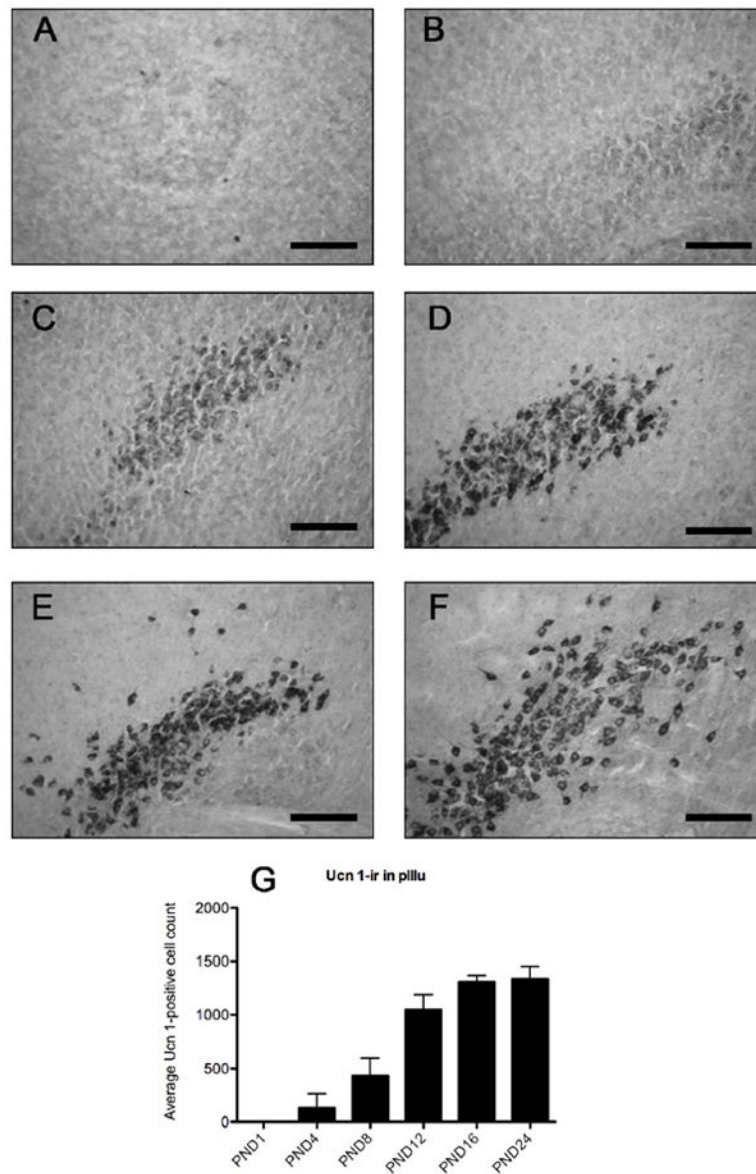 A
B
C
D
E
F
G
Ucn 1-ir in pIIIu
Average Ucn 1-positive cell count
2000
1500
1000
500
0
PND1
PND4
PND8
PND12
PND16
PND24